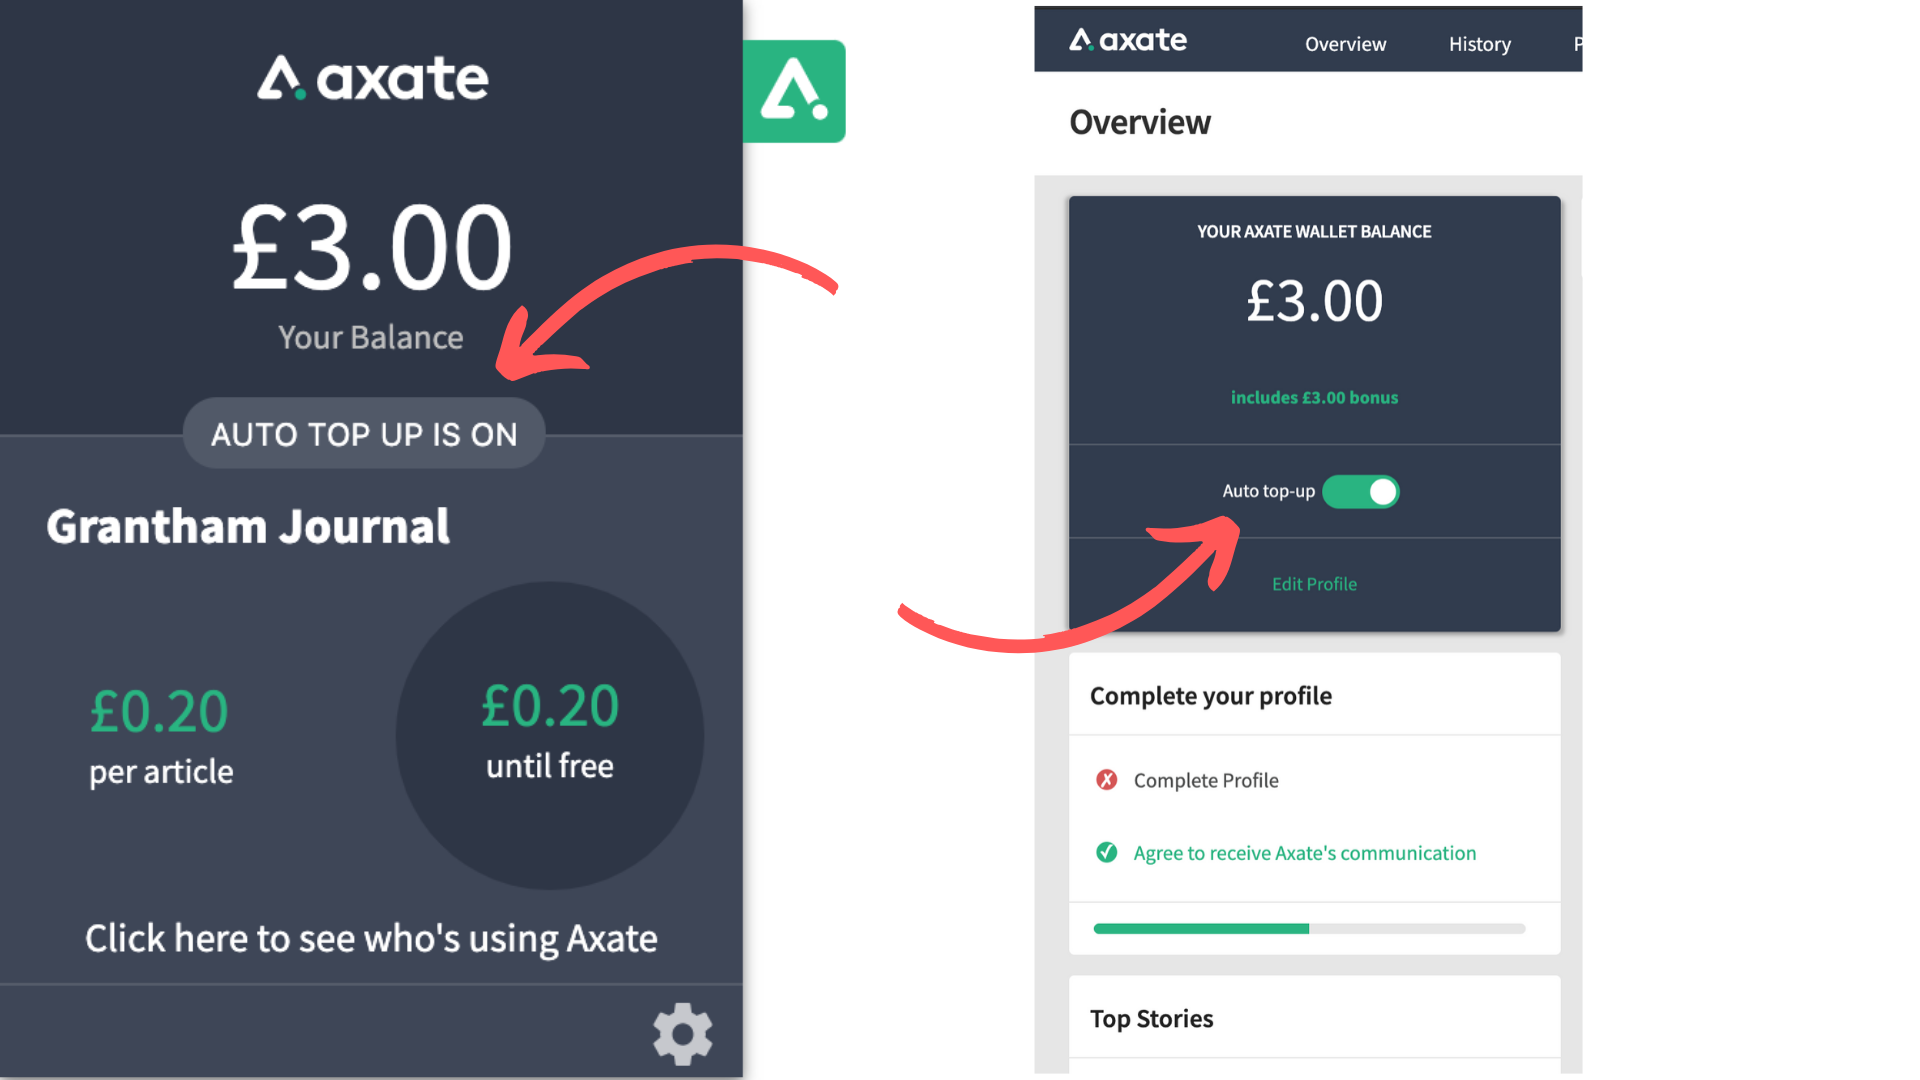 axate
£3.00
Your Balance
AUTO TOP UP IS ON
Grantham Journal
£0.20
per article
£0.20
until free
Click here to see who's using Axate
axate
Overview
History
P
Overview
YOUR AXATE WALLET BALANCE
£3.00
includes £3.00 bonus
Auto top-up
Edit Profile
Complete your profile
Complete Profile
Agree to receive Axate's communication
Top Stories